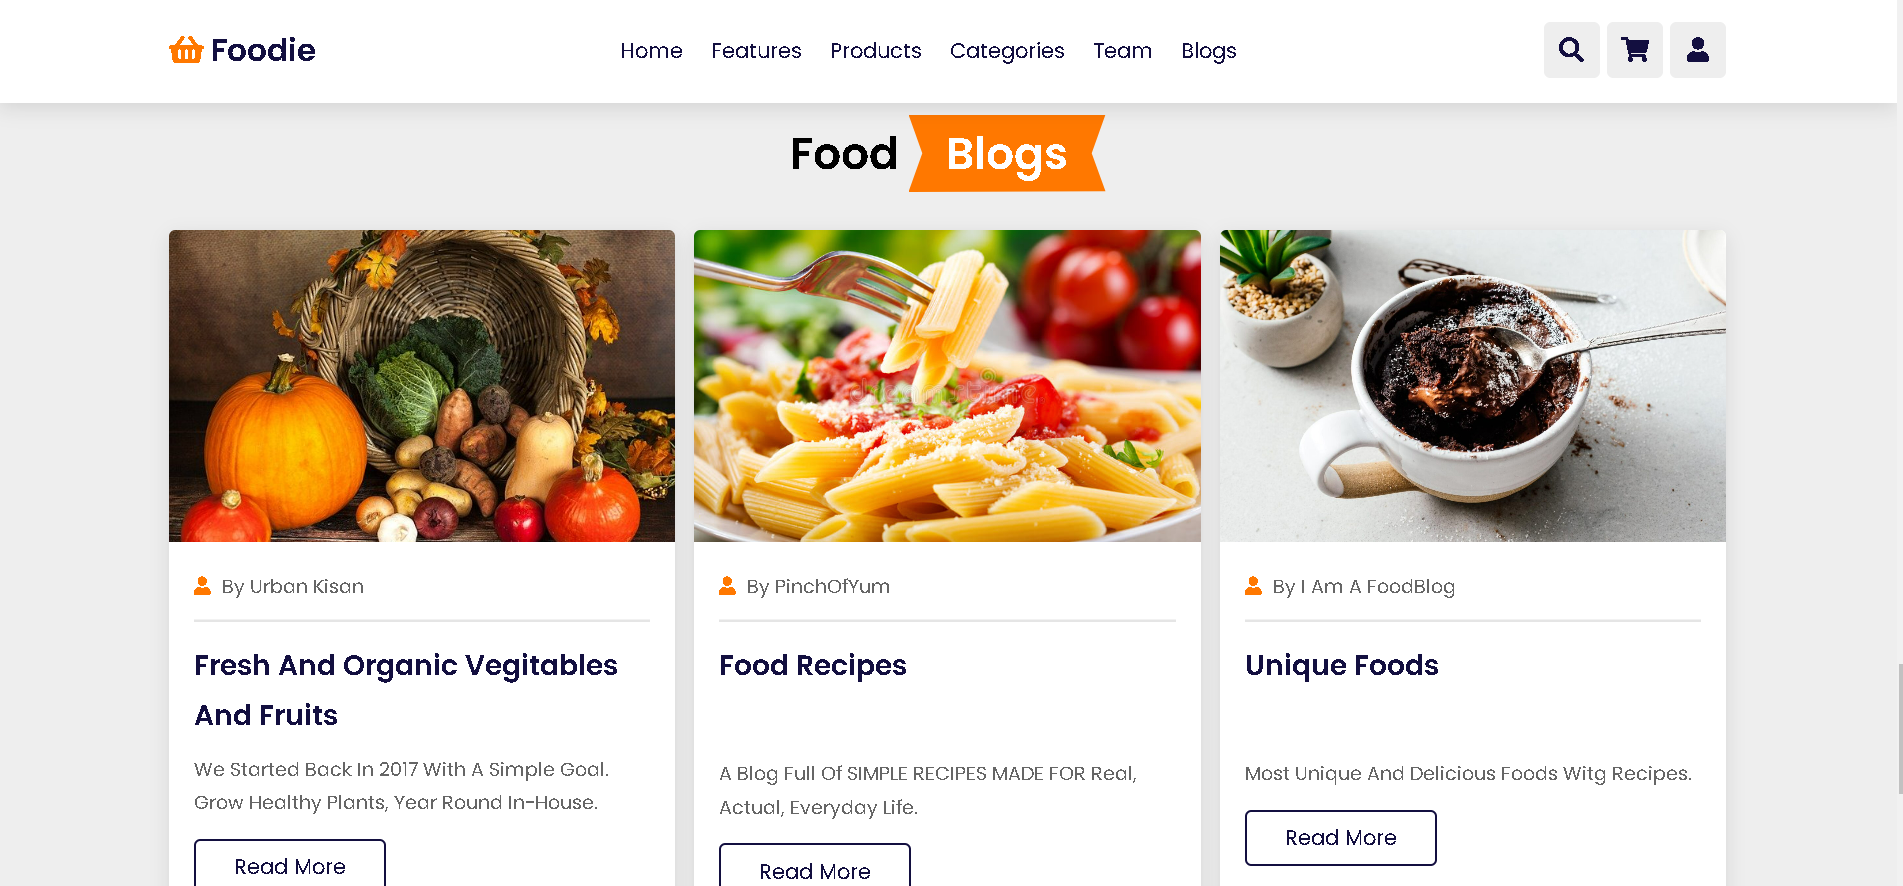 Foodie
Home Features Products Categories Team Blogs
Food Blogs
By Urban Kisan
Fresh And Organic Vegitables
And Fruits
We Started Back In 2017 With A Simple Goal.
Grow Healthy Plants, Year Round In-House.
Read More
By PinchOfYum
Food Recipes
A Blog Full Of SIMPLE RECIPES MADE FOR Real,
Actual, Everyday Life.
Read More
By I Am A FoodBlog
Unique Foods
Most Unique And Delicious Foods Witg Recipes.
Read More